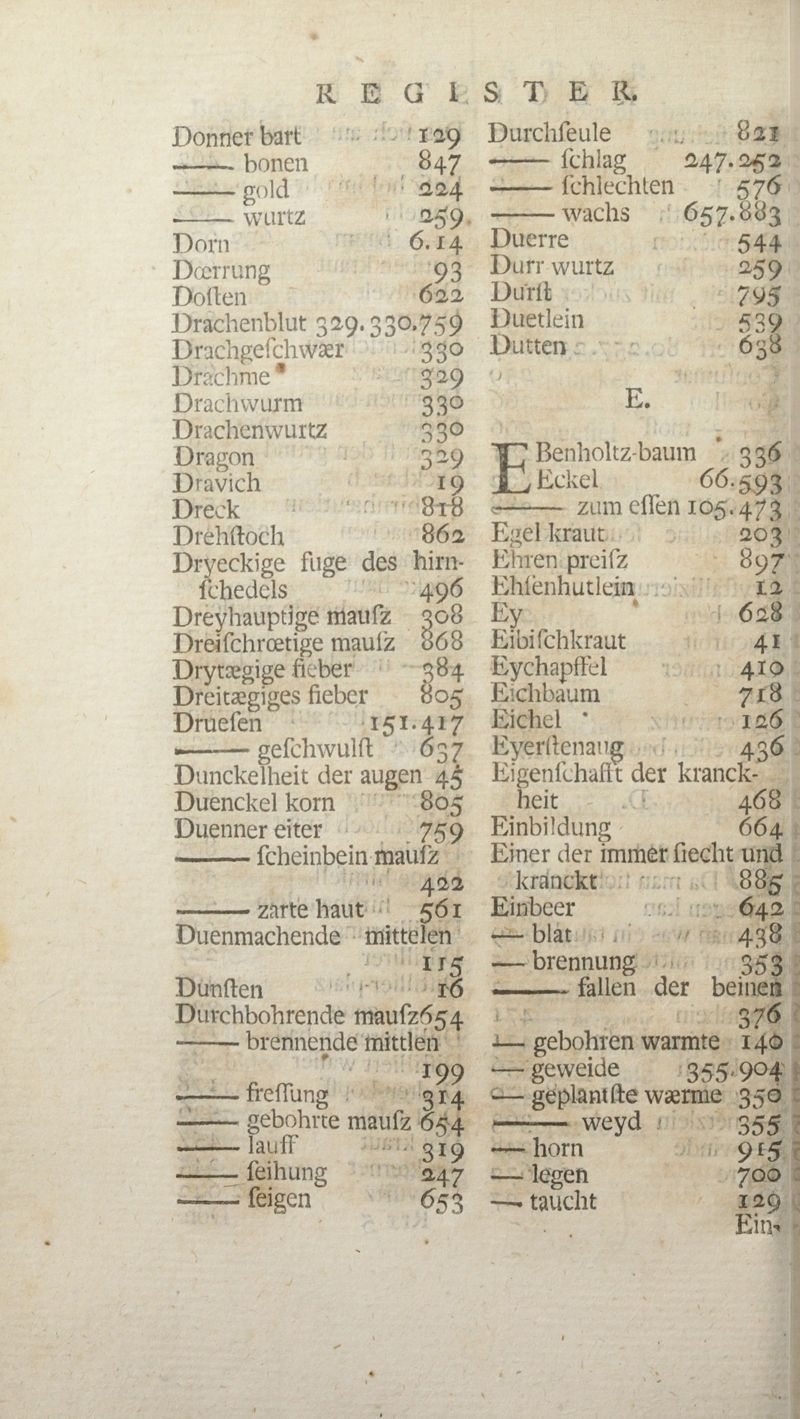 REGISTER.
Donner bart 129
—— bonen 847
—— gold 224
—— wurtz 259.
Dorn 6.14
Dœrrung 93
Doſten 622
Drachenblut 329.330.759
Drachgeſchwær 330
Drachme 329
Drachwurm 330
Drachenwurtz 330
Dragon 329
Dravich 19
Dreck 818
Drehſtoch 862
Dryeckige fuge des hirn-
ſchedels 496
Dreyhauptige mauſz 308
Dreiſchrœtige mauſz 868
Drytægige fieber 384
Dreitægiges fieber 805
Drueſen 151.417
—— geſchwulſt 637
Dunckelheit der augen 45
Duenckel korn 805
Duenner eiter 759
—— ſcheinbein mauſz
422
—— zarte haut 561
Duenmachende mittelen
115
Dunſten 16
Durchbohrende mauſz 654
—— brennende mittlen
199
—— freſſung 314
—— gebohrte mauſz 654
—— lauff 319
—— ſeihung 247
—— ſeigen 653
Durchſeule 821
—— ſchlag 247.252
—— ſchlechten 576
—— wachs 657.883
Duerre 544
Durr wurtz 259
Durſt 795
Duetlein 539
Dutten 638
E.
EBenholtz-baum 336
Eckel 66.593
—— zum eſſen 105.473
Egel kraut 203
Ehren preiſz 897
Ehſenhutlein 12
Ey 628
Eibiſchkraut 41
Eychapffel 410
Eichbaum 718
Eichel 126
Eyerſtenaug 436
Eigenſchafft der kranck-
heit 468
Einbildung 664
Einer der immer ſiecht und
kranckt 885
Einbeer 642
— blat 438
— brennung 353
—— fallen der beinen
376
— gebohren warmte 140
— geweide 355.904
— geplantſte wærme 350
—— weyd 355
— horn 915
— legen 700
— taucht 129
Ein-